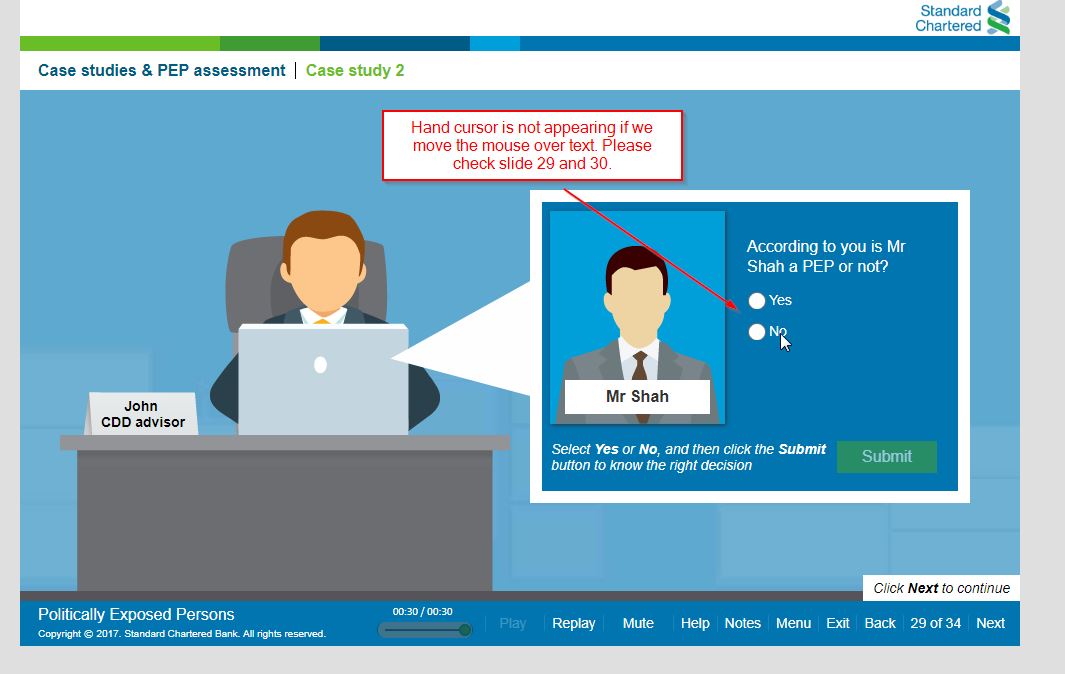 Standard
Chartered
Case studies & PEP assessment | Case study 2
Hand cursor is not appearing if we
move the mouse over text. Please
check slide 29 and 30.
According to you is Mr
Shah a PEP or not?
Yes
No
Mr Shah
John
CDD advisor
Select Yes or No, and then click the Submit
button to know the right decision
Submit
Click Next to continue
Politically Exposed Persons
Copyright © 2017. Standard Chartered Bank. All rights reserved.
00:30 / 00:30
Play Replay Mute Help Notes Menu Exit Back 29 of 34 Next